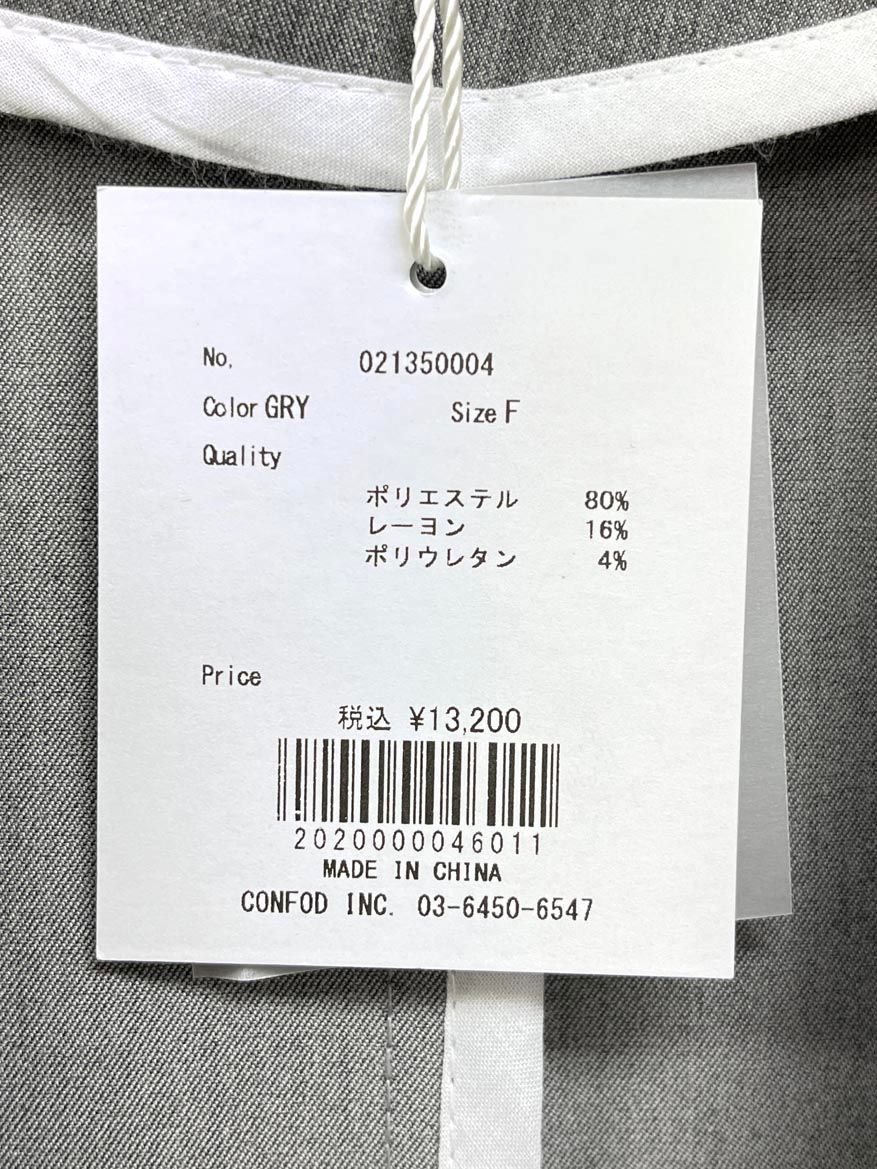 No. 021350004
Color GRY Size F
Quality
ポリエステル 80%
レーヨン 16%
ポリウレタン 4%
Price
税込 ¥13,200
2020000046011
MADE IN CHINA
CONFOD INC. 03-6450-6547